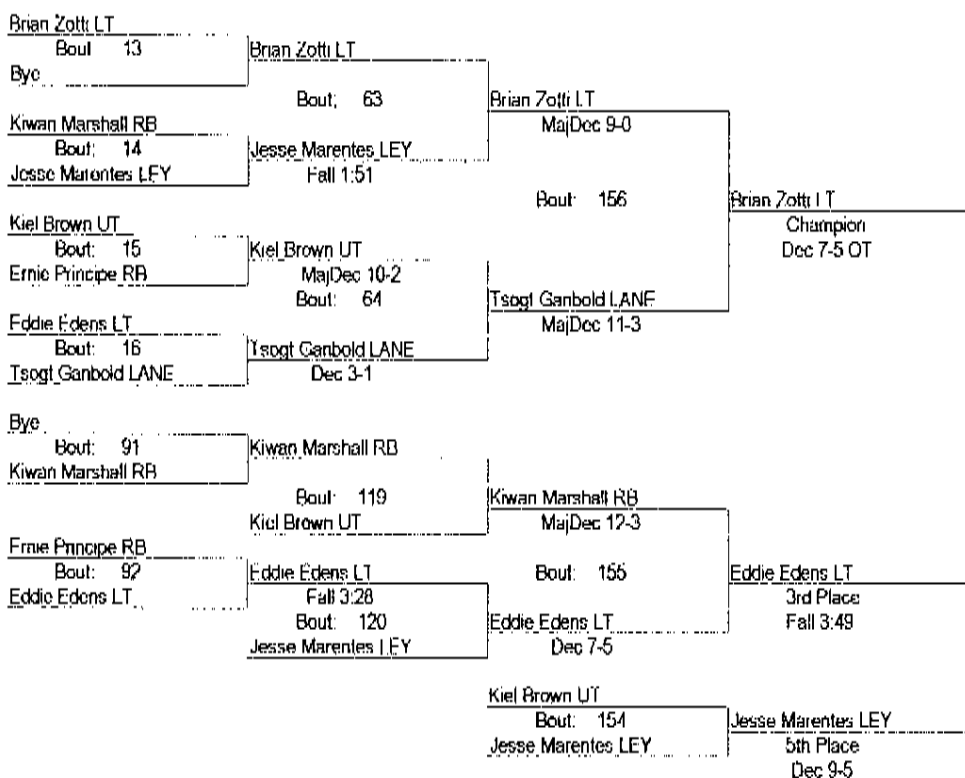 Brian Zotti LT
Bout 13
Bye
Brian Zotti LT
Bout: 63
Kiwan Marshall RB
Bout: 14
Jesse Marentes LEY
Jesse Marentes LEY
Fall 1:51
Brian Zotti LT
MajDec 9-0
Bout: 156
Kiel Brown UT
Bout: 15
Ernie Principe RB
Kiel Brown UT
MajDec 10-2
Bout: 64
Eddie Edens LT
Bout: 16
Tsogt Ganbold LANE
Tsogt Ganbold LANE
Dec 3-1
Tsogt Ganbold LANE
MajDec 11-3
Brian Zotti LT
Champion
Dec 7-5 OT
Bye
Bout: 91
Kiwan Marshall RB
Kiwan Marshall RB
Bout: 119
Kiel Brown UT
Kiwan Marshall RB
MajDec 12-3
Bout: 155
Ernie Principe RB
Bout: 92
Eddie Edens LT
Eddie Edens LT
Fall 3:28
Bout: 120
Jesse Marentes LEY
Eddie Edens LT
Dec 7-5
Eddie Edens LT
3rd Place
Fall 3:49
Kiel Brown UT
Bout: 154
Jesse Marentes LEY
Jesse Marentes LEY
5th Place
Dec 9-5